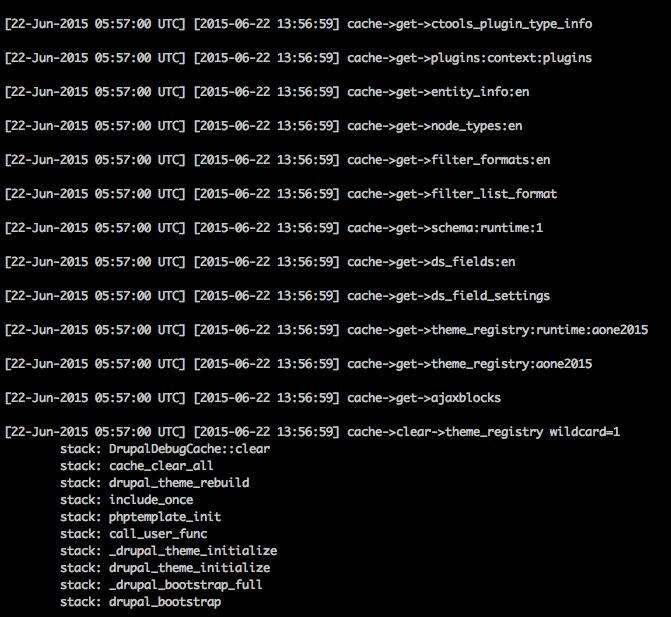 [22-Jun-2015 05:57:00 UTC] [2015-06-22 13:56:59] cache->get->ctools_plugin_type_info
[22-Jun-2015 05:57:00 UTC] [2015-06-22 13:56:59] cache->get->plugins:context:plugins
[22-Jun-2015 05:57:00 UTC] [2015-06-22 13:56:59] cache->get->entity_info:en
[22-Jun-2015 05:57:00 UTC] [2015-06-22 13:56:59] cache->get->node_types:en
[22-Jun-2015 05:57:00 UTC] [2015-06-22 13:56:59] cache->get->filter_formats:en
[22-Jun-2015 05:57:00 UTC] [2015-06-22 13:56:59] cache->get->filter_list_format
[22-Jun-2015 05:57:00 UTC] [2015-06-22 13:56:59] cache->get->schema:runtime:1
[22-Jun-2015 05:57:00 UTC] [2015-06-22 13:56:59] cache->get->ds_fields:en
[22-Jun-2015 05:57:00 UTC] [2015-06-22 13:56:59] cache->get->ds_field_settings
[22-Jun-2015 05:57:00 UTC] [2015-06-22 13:56:59] cache->get->theme_registry:runtime:aone2015
[22-Jun-2015 05:57:00 UTC] [2015-06-22 13:56:59] cache->get->theme_registry:aone2015
[22-Jun-2015 05:57:00 UTC] [2015-06-22 13:56:59] cache->get->ajaxblocks
[22-Jun-2015 05:57:00 UTC] [2015-06-22 13:56:59] cache->clear->theme_registry wildcard=1
stack: DrupalDebugCache::clear
stack: cache_clear_all
stack: drupal_theme_rebuild
stack: include_once
stack: phptemplate_init
stack: call_user_func
stack: _drupal_theme_initialize
stack: drupal_theme_initialize
stack: _drupal_bootstrap_full
stack: drupal_bootstrap